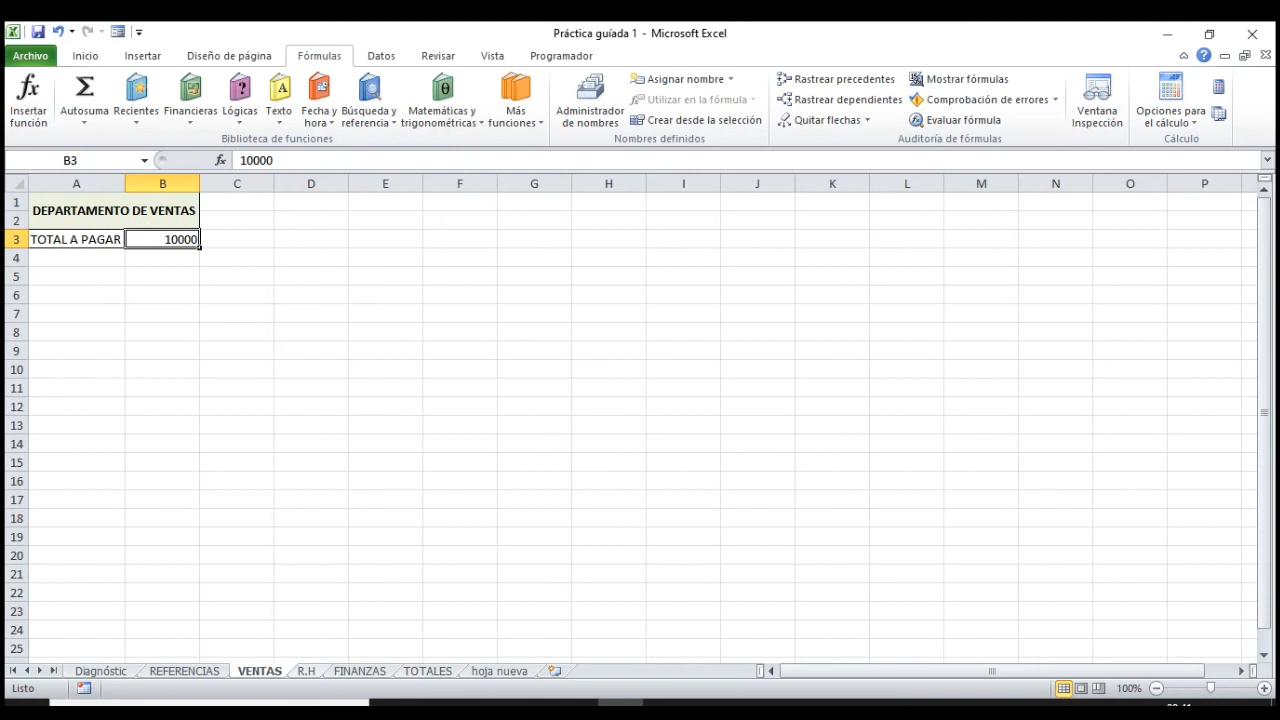 Práctica guíada 1 - Microsoft Excel
Archivo Inicio Insertar Diseño de página Fórmulas Datos Revisar Vista Programador
Insertar función
Autosuma
Recientes
Financieras
Lógicas
Texto
Fecha y hora
Búsqueda y referencia
Matemáticas y trigonométricas
Más funciones
Biblioteca de funciones
Administrador de nombres
Asignar nombre
Utilizar en la fórmula
Crear desde la selección
Nombres definidos
Rastrear precedentes
Rastrear dependientes
Quitar flechas
Mostrar fórmulas
Comprobación de errores
Evaluar fórmula
Auditoría de fórmulas
Ventana Inspección
Opciones para el cálculo
Cálculo
B3 fx 10000
A B C D E F G H I J K L M N O P
1
DEPARTAMENTO DE VENTAS
2
3 TOTAL A PAGAR 10000
4
5
6
7
8
9
10
11
12
13
14
15
16
17
18
19
20
21
22
23
24
25
Diagnóstic REFERENCIAS VENTAS R.H FINANZAS TOTALES hoja nueva
Listo 100%